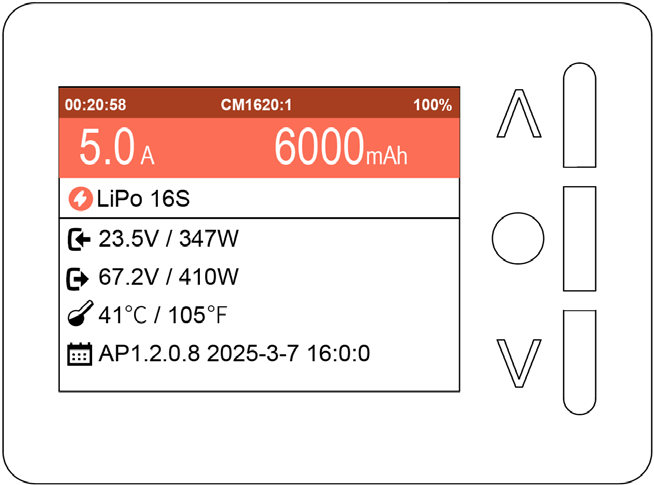 00:20:58 CM1620:1 100%
5.0 A 6000mAh
LiPo 16S
23.5V / 347W
67.2V / 410W
41°C / 105°F
AP1.2.0.8 2025-3-7 16:0:0